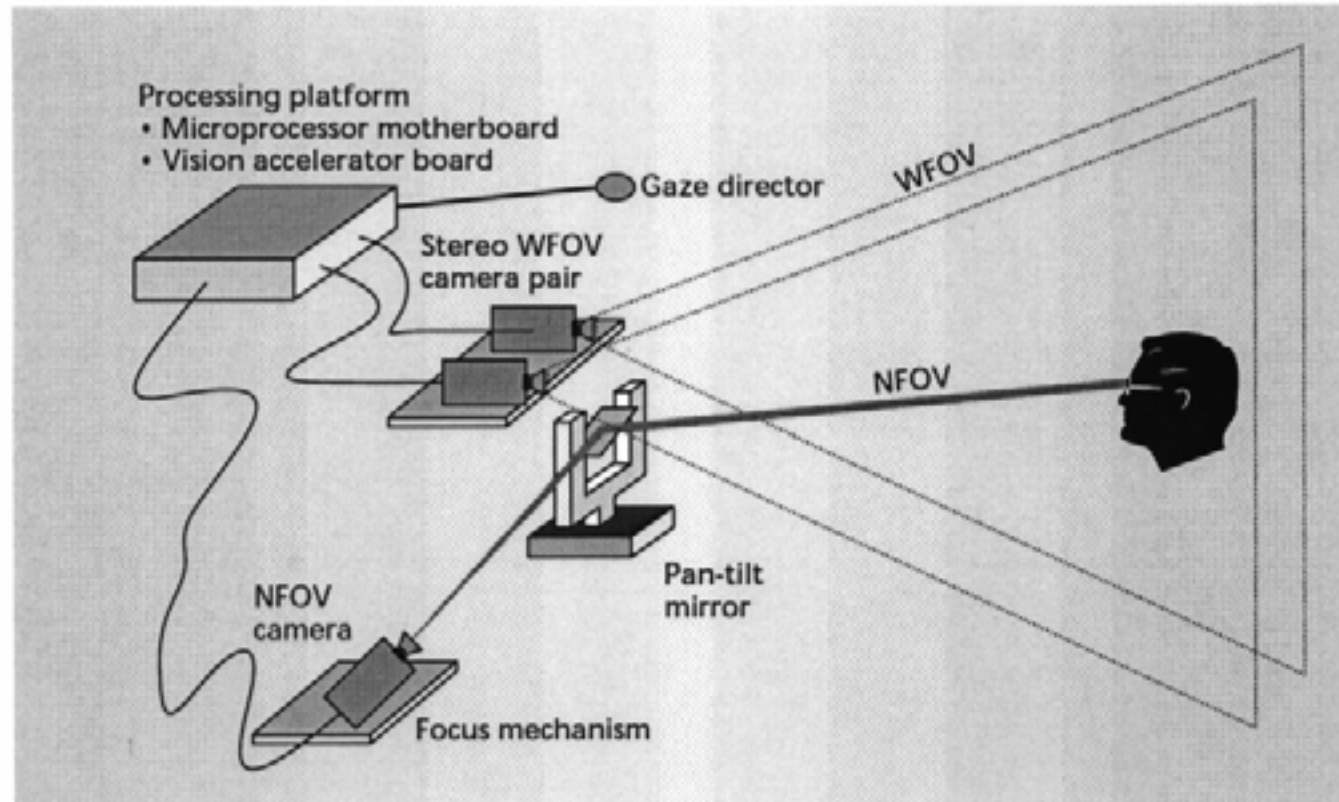 Processing platform
• Microprocessor motherboard
• Vision accelerator board
Gaze director
Stereo WFOV
camera pair
WFOV
NFOV
Pan-tilt
mirror
NFOV
camera
Focus mechanism